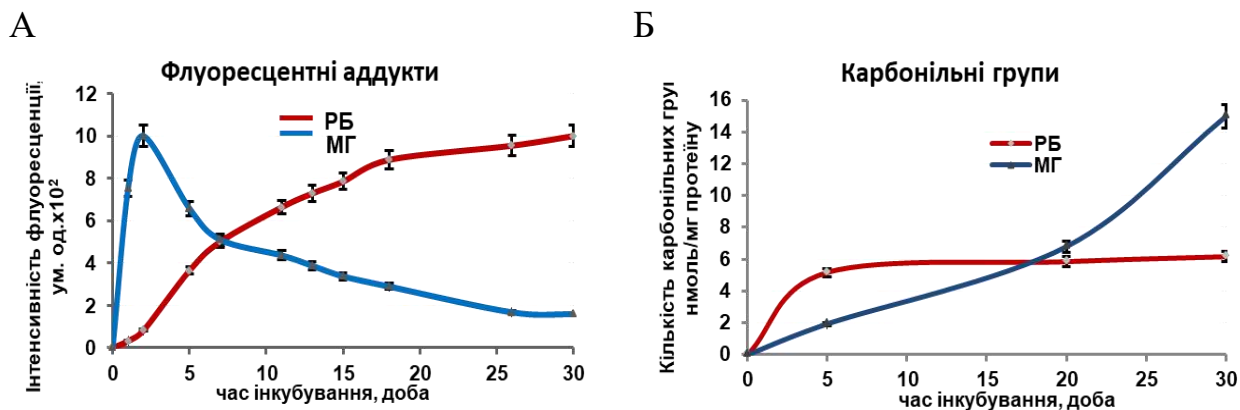 А
Флуоресцентні аддукти
Інтенсивність флуоресценції,
ум. од.x10²
12
10
8
6
4
2
0
РБ
МГ
0 5 10 15 20 25 30
час інкубування, доба
Б
Карбонільні групи
Кількість карбонільних груп
нмоль/мг протеїну
16
14
12
10
8
6
4
2
0
РБ
МГ
0 5 10 15 20 25 30
час інкубування, доба